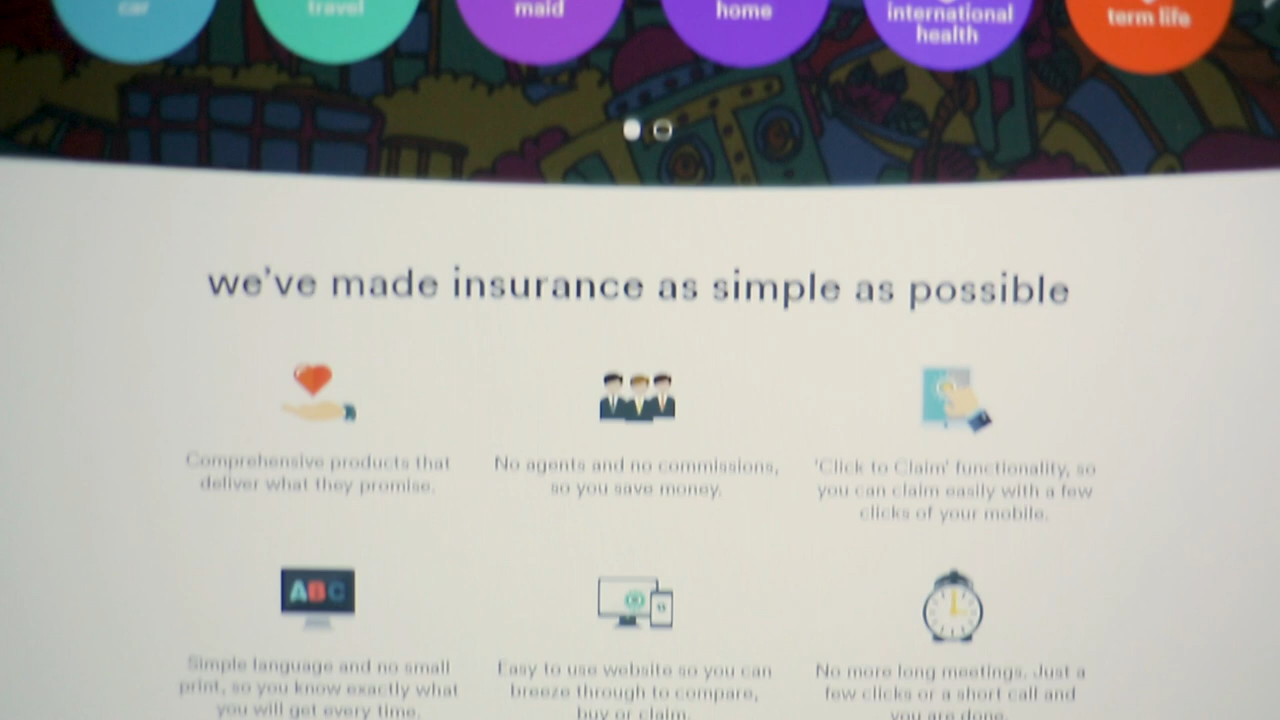 car
travel
maid
home
international
health
term life
we've made insurance as simple as possible
Comprehensive products that
deliver what they promise.
No agents and no commissions,
so you save money.
'Click to Claim' functionality, so
you can claim easily with a few
clicks of your mobile.
ABC
Simple language and no small
print, so you know exactly what
you will get every time.
Easy to use website so you can
breeze through to compare,
buy or claim.
No more long meetings. Just a
few clicks or a short call and
you are done.